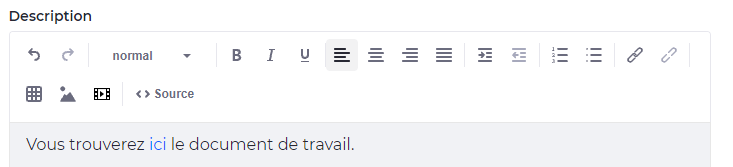 Description
normal B I U
Source
Vous trouverez ici le document de travail.